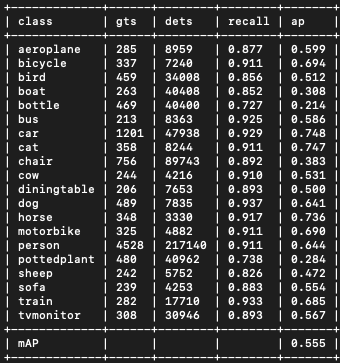 +-------------+------+--------+--------+-------+
| class | gts | dets | recall | ap |
+-------------+------+--------+--------+-------+
| aeroplane | 285 | 8959 | 0.877 | 0.599 |
| bicycle | 337 | 7240 | 0.911 | 0.694 |
| bird | 459 | 34008 | 0.856 | 0.512 |
| boat | 263 | 40408 | 0.852 | 0.308 |
| bottle | 469 | 40400 | 0.727 | 0.214 |
| bus | 213 | 8363 | 0.925 | 0.586 |
| car | 1201 | 47938 | 0.929 | 0.748 |
| cat | 358 | 8244 | 0.911 | 0.747 |
| chair | 756 | 89743 | 0.892 | 0.383 |
| cow | 244 | 4216 | 0.910 | 0.531 |
| diningtable | 206 | 7653 | 0.893 | 0.500 |
| dog | 489 | 7835 | 0.937 | 0.641 |
| horse | 348 | 3330 | 0.917 | 0.736 |
| motorbike | 325 | 4882 | 0.911 | 0.690 |
| person | 4528 | 217140 | 0.911 | 0.644 |
| pottedplant | 480 | 40962 | 0.738 | 0.284 |
| sheep | 242 | 5752 | 0.826 | 0.472 |
| sofa | 239 | 4253 | 0.883 | 0.554 |
| train | 282 | 17710 | 0.933 | 0.685 |
| tvmonitor | 308 | 30946 | 0.893 | 0.567 |
+-------------+------+--------+--------+-------+
| mAP | | | | 0.555 |
+-------------+------+--------+--------+-------+